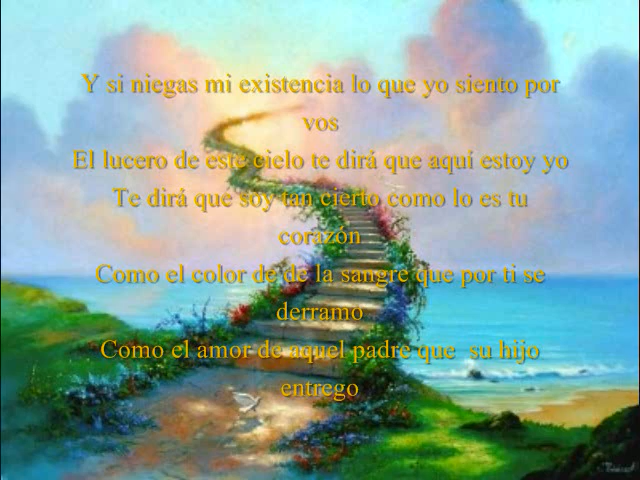 Y si niegas mi existencia lo que yo siento por
vos
El lucero de este cielo te dirá que aquí estoy yo
Te dirá que soy tan cierto como lo es tu
corazón
Como el color de de la sangre que por ti se
derramo
Como el amor de aquel padre que su hijo
entrego